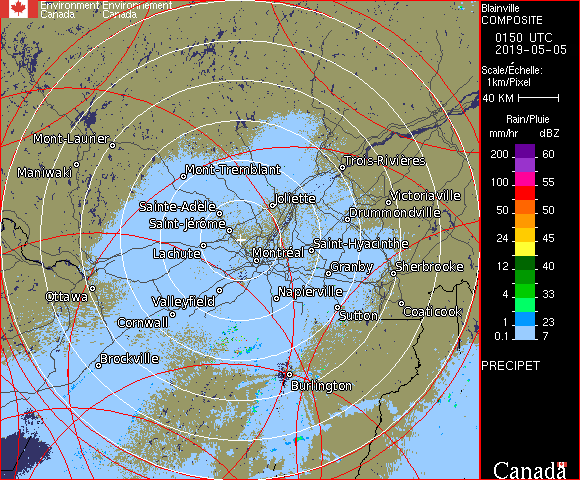 Environment Environnement
Canada Canada
Blainville
COMPOSITE
0150 UTC
2019-05-05
Scale/Échelle:
1km/Pixel
40 KM
Rain/Pluie
mm/hr dBZ
200 60
150 57
100 55
50 50
24 45
12 40
4 33
1 23
0.1 7
PRECIPET
Canada
Mont-Laurier
Maniwaki
Mont-Tremblant
Trois-Rivières
Sainte-Adèle
Joliette
Victoriaville
Drummondville
Saint-Jérôme
Lachute
Montréal
Saint-Hyacinthe
Granby
Sherbrooke
Ottawa
Valleyfield
Napierville
Cornwall
Sutton
Coaticook
Brockville
Burlington